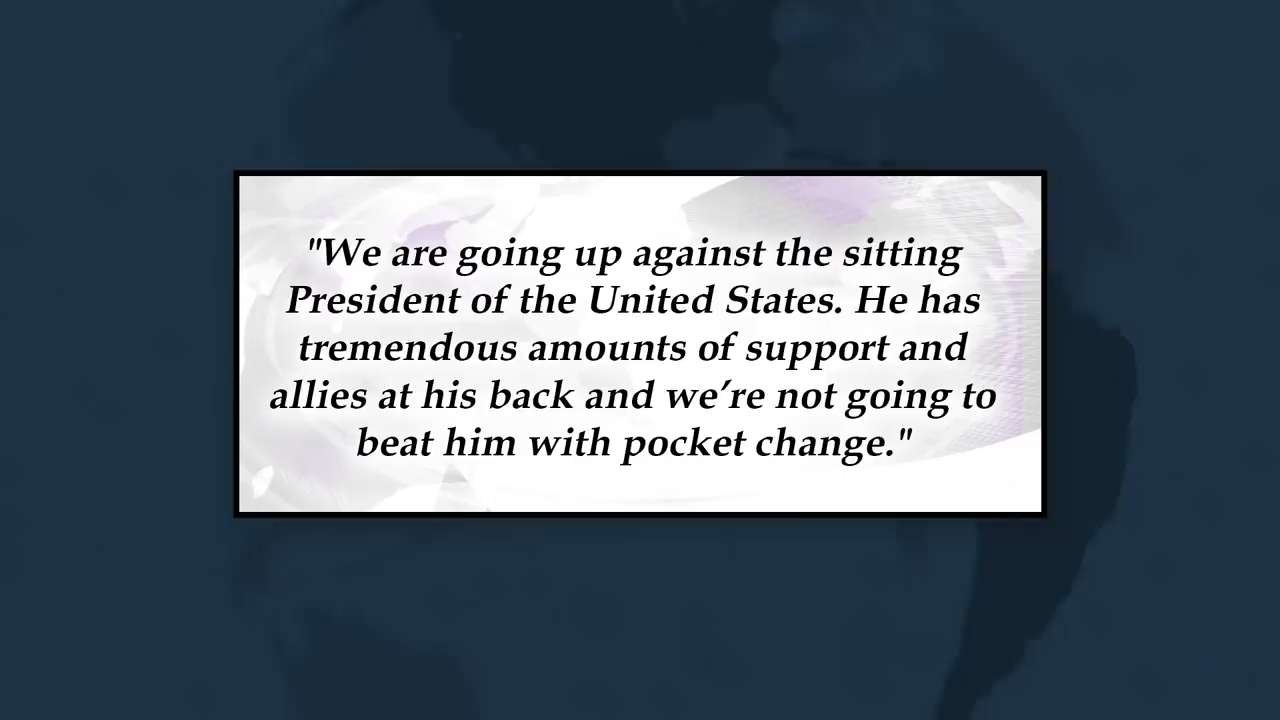 "We are going up against the sitting
President of the United States. He has
tremendous amounts of support and
allies at his back and we’re not going to
beat him with pocket change."